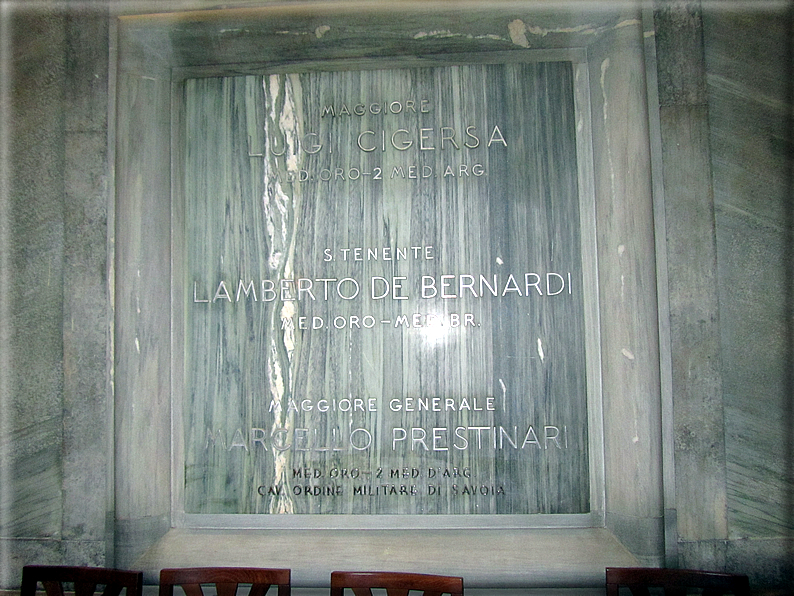 MAGGIORE
LUIGI CIGERSA
MED. ORO-2 MED. ARG.
S. TENENTE
LAMBERTO DE BERNARDI
MED. ORO-MED. BR.
MAGGIORE GENERALE
MARCELLO PRESTINARI
MED. ORO-2 MED D'ARG
CAV. ORDINE MILITARE DI SAVOIA